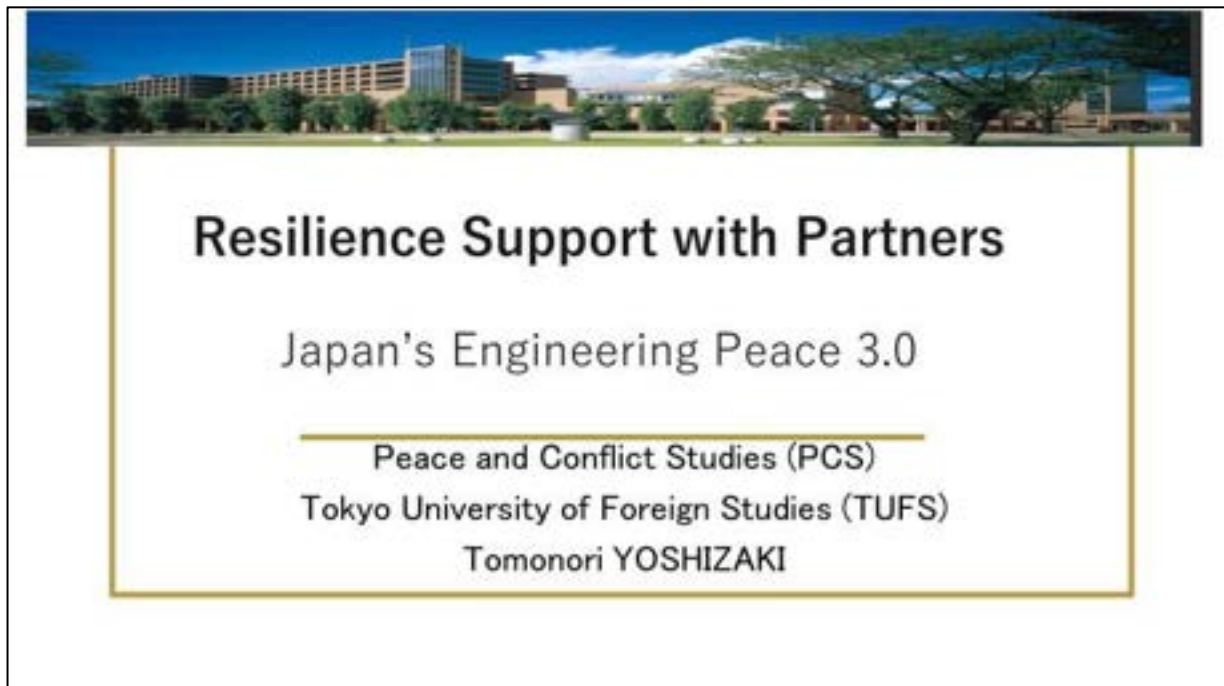 Resilience Support with Partners
Japan’s Engineering Peace 3.0
Peace and Conflict Studies (PCS)
Tokyo University of Foreign Studies (TUFS)
Tomonori YOSHIZAKI